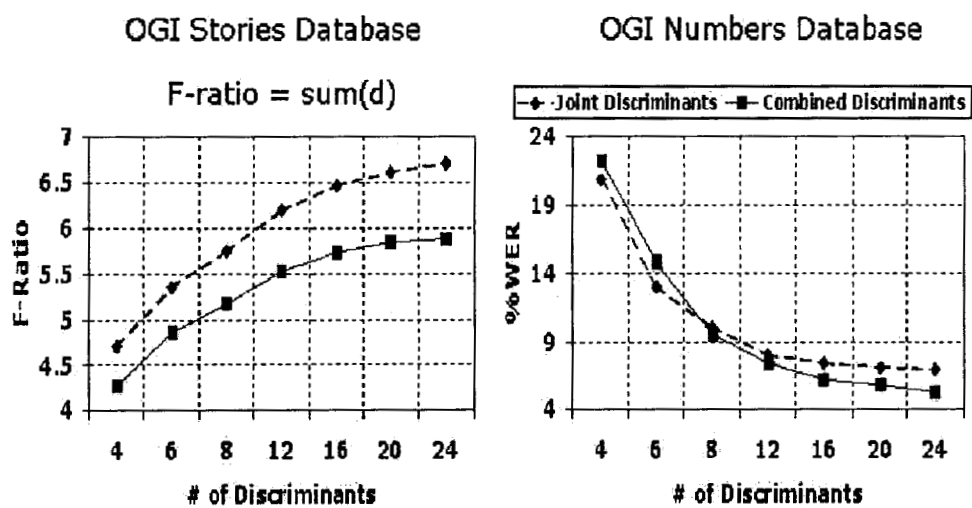 OGI Stories Database
F-ratio = sum(d)
7
6.5
6
5.5
5
4.5
4
F-Ratio
4 6 8 12 16 20 24
# of Discriminants
OGI Numbers Database
Joint Discriminants Combined Discriminants
24
19
14
9
4
%WER
4 6 8 12 16 20 24
# of Discriminants